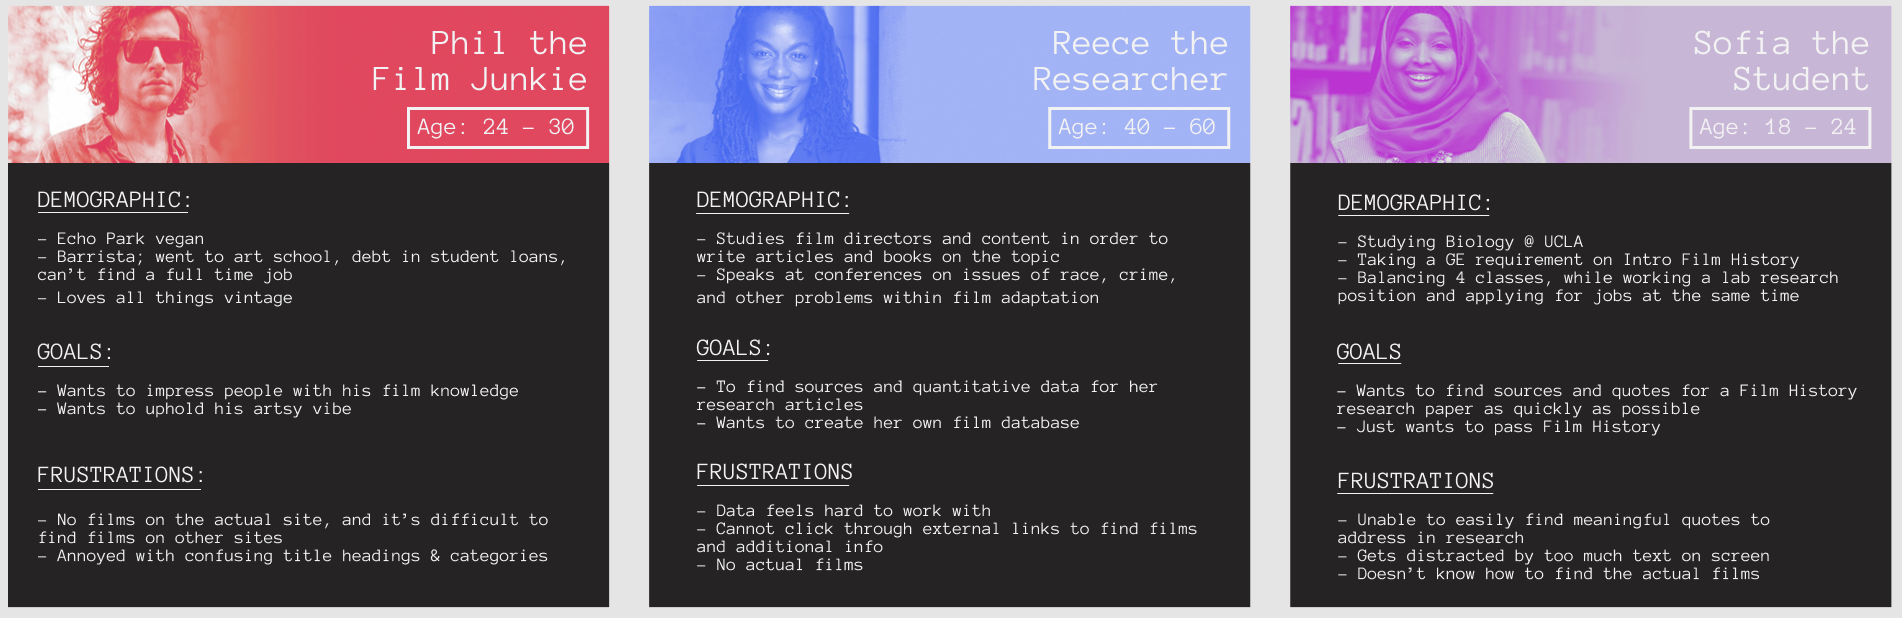 Phil the
Film Junkie
Age: 24 - 30
DEMOGRAPHIC:
- Echo Park vegan
- Barrista; went to art school, debt in student loans,
can't find a full time job
- Loves all things vintage
GOALS:
- Wants to impress people with his film knowledge
- Wants to uphold his artsy vibe
FRUSTRATIONS:
- No films on the actual site, and it's difficult to
find films on other sites
- Annoyed with confusing title headings & categories
Reece the
Researcher
Age: 40 - 60
DEMOGRAPHIC:
- Studies film directors and content in order to
write articles and books on the topic
- Speaks at conferences on issues of race, crime,
and other problems within film adaptation
GOALS:
- To find sources and quantitative data for her
research articles
- Wants to create her own film database
FRUSTRATIONS
- Data feels hard to work with
- Cannot click through external links to find films
and additional info
- No actual films
Sofia the
Student
Age: 18 - 24
DEMOGRAPHIC:
- Studying Biology @ UCLA
- Taking a GE requirement on Intro Film History
- Balancing 4 classes, while working a lab research
position and applying for jobs at the same time
GOALS
- Wants to find sources and quotes for a Film History
research paper as quickly as possible
- Just wants to pass Film History
FRUSTRATIONS
- Unable to easily find meaningful quotes to
address in research
- Gets distracted by too much text on screen
- Doesn't know how to find the actual films